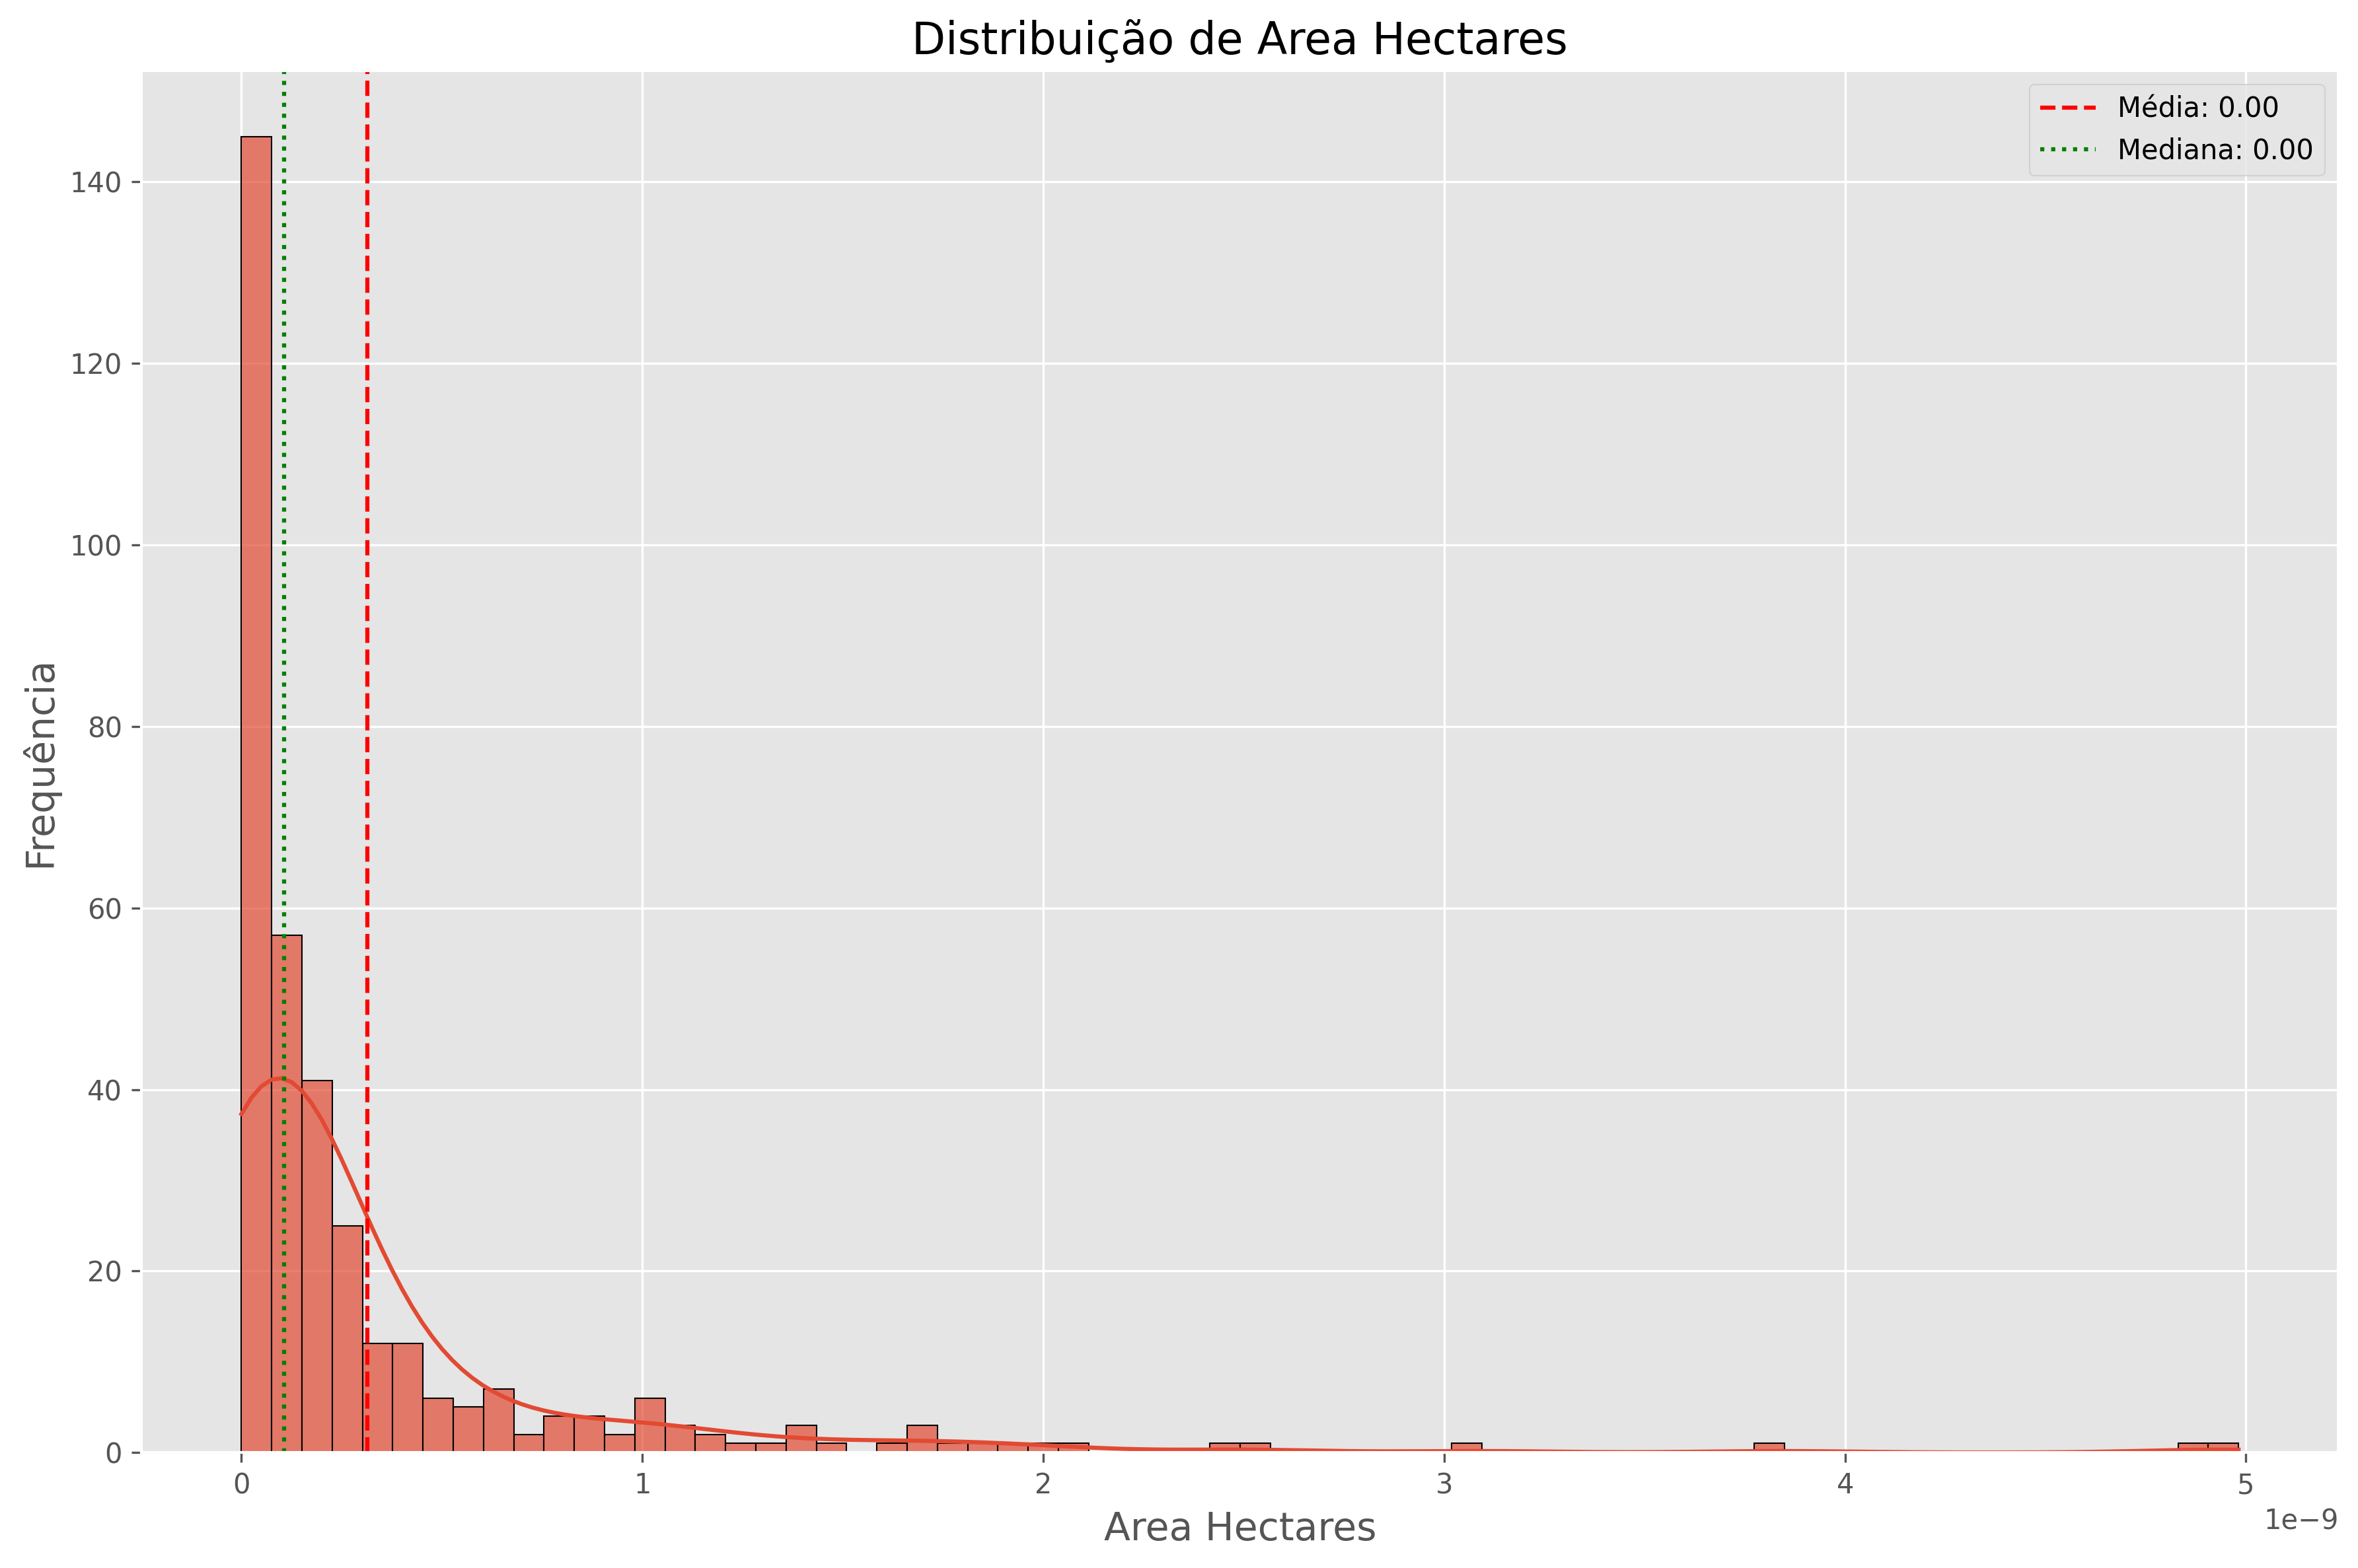 Distribuição de Area Hectares
Média: 0.00
Mediana: 0.00
Frequência
140
120
100
80
60
40
20
0
0 1 2 3 4 5
1e−9
Area Hectares